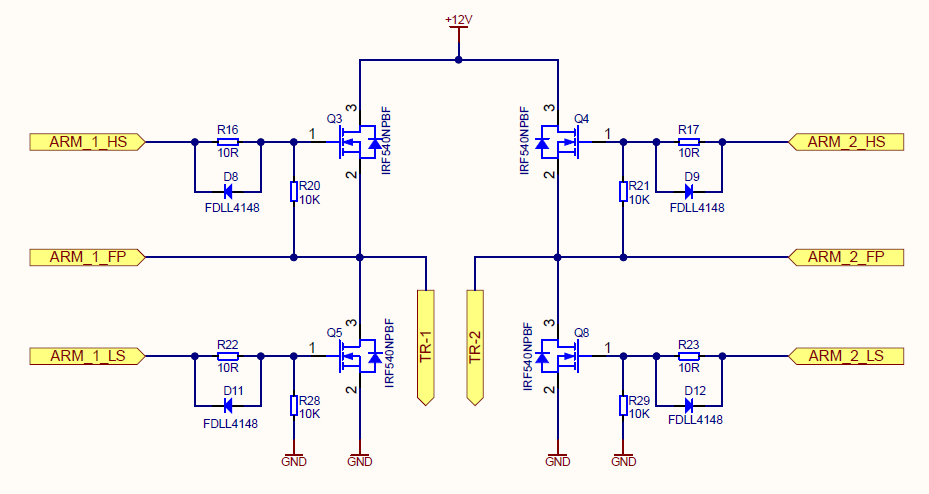 +12V
3
3
Q3
Q4
IRF540NPBF
IRF540NPBF
ARM_1_HS
R16
1
1
R17
ARM_2_HS
10R
10R
2
2
D8
D9
R20
R21
10K
10K
FDLL4148
FDLL4148
ARM_1_FP
ARM_2_FP
3
3
Q5
Q8
IRF540NPBF
IRF540NPBF
TR-1
TR-2
ARM_1_LS
R22
1
1
R23
ARM_2_LS
10R
10R
2
2
D11
D12
R28
R29
10K
10K
FDLL4148
FDLL4148
GND
GND
GND
GND